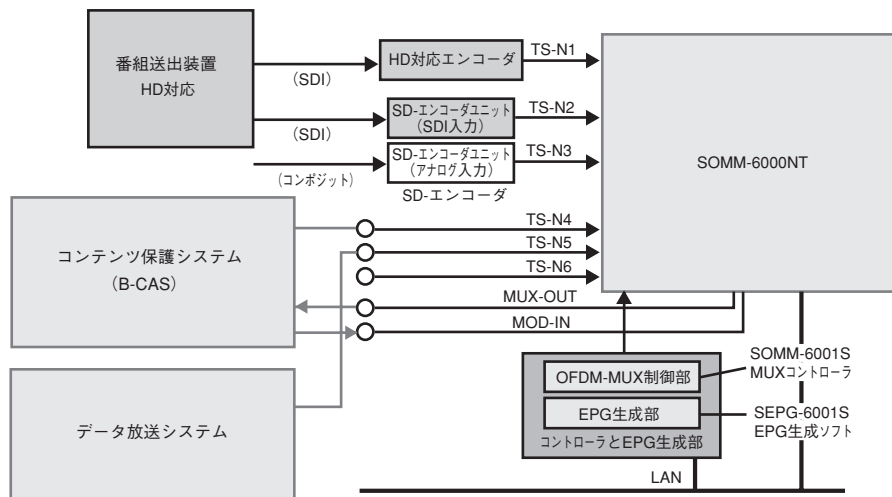 番組送出装置
HD対応
(SDI)
HD対応エンコーダ
TS-N1
(SDI)
SD-エンコーダユニット
(SDI入力)
TS-N2
(コンポジット)
SD-エンコーダユニット
(アナログ入力)
TS-N3
SD-エンコーダ
SOMM-6000NT
コンテンツ保護システム
(B-CAS)
TS-N4
TS-N5
TS-N6
MUX-OUT
MOD-IN
データ放送システム
OFDM-MUX制御部
EPG生成部
コントローラとEPG生成部
SOMM-6001S
MUXコントローラ
SEPG-6001S
EPG生成ソフト
LAN